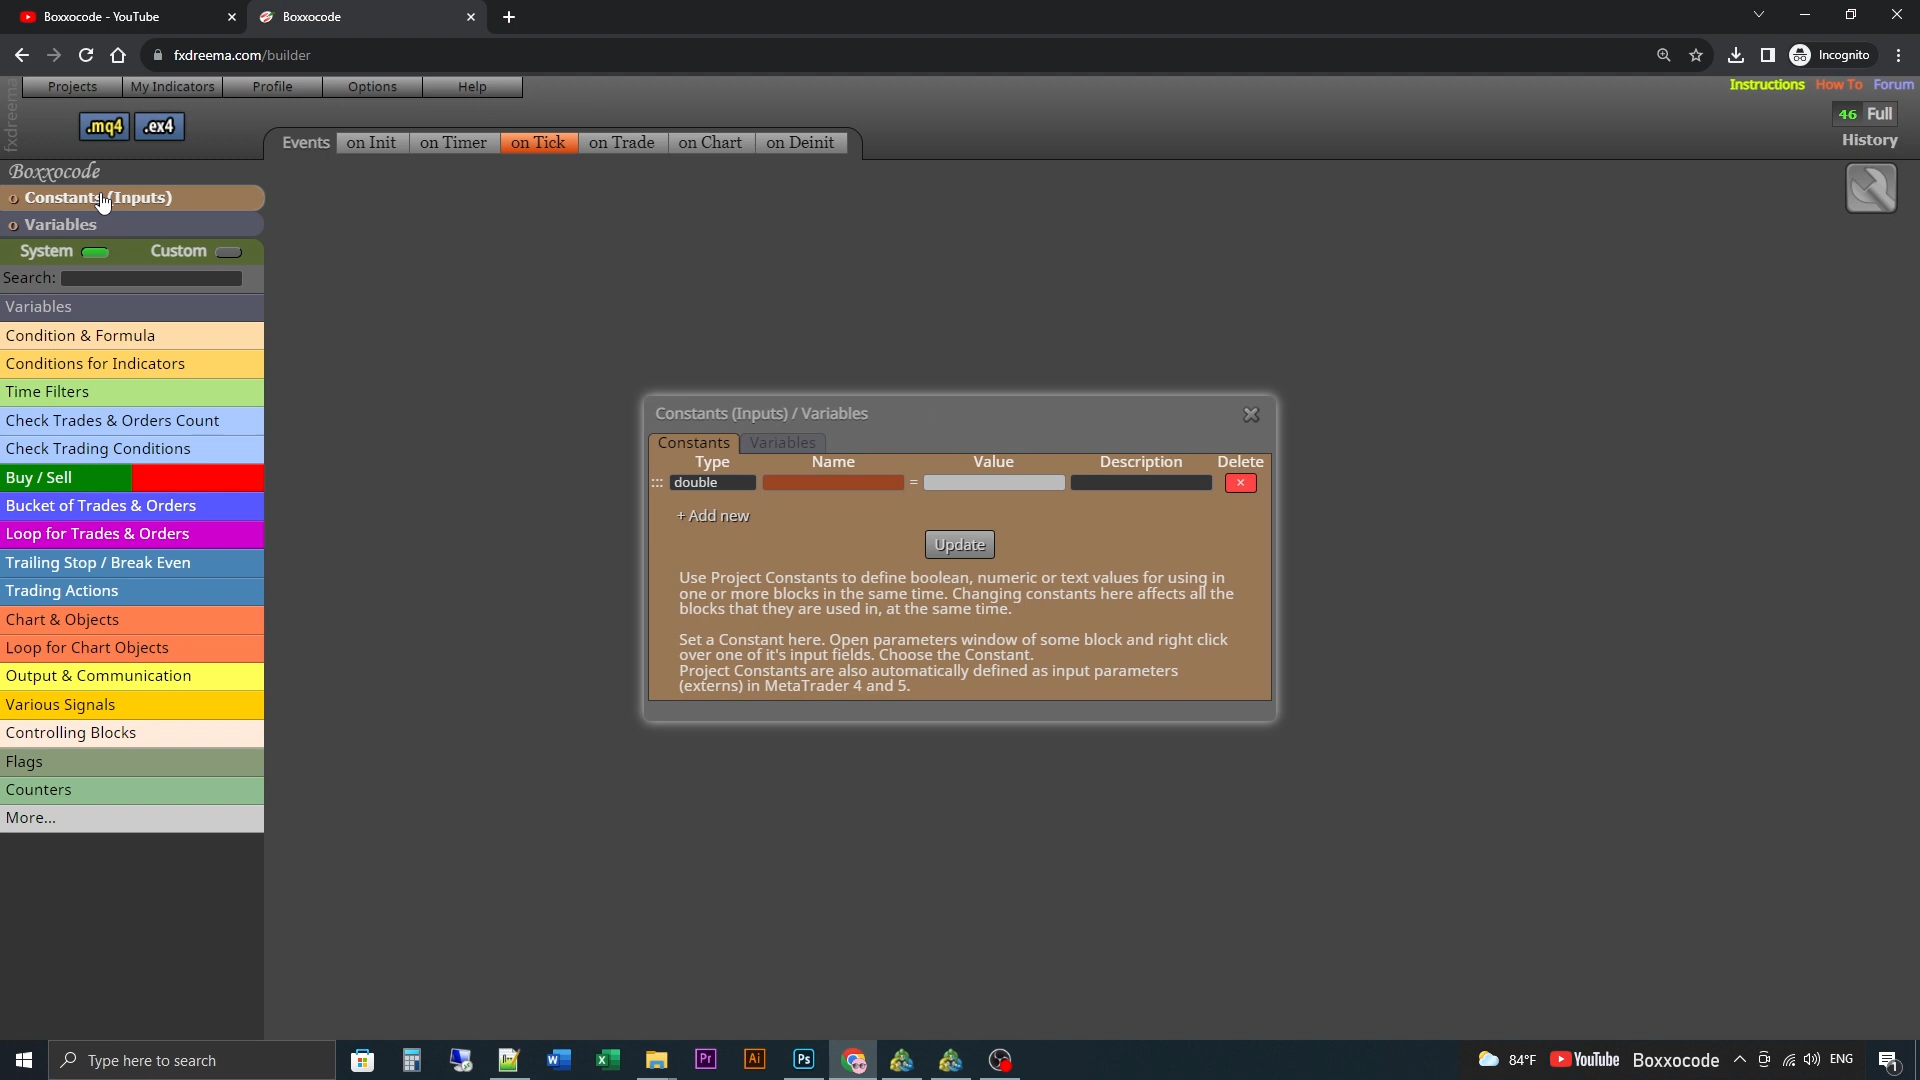 Boxxocode - YouTube
Boxxocode
fxdreema.com/builder
Incognito
Projects
My Indicators
Profile
Options
Help
Instructions
How To
Forum
fxdreema
.mq4
.ex4
46 Full
History
Events
on Init
on Timer
on Tick
on Trade
on Chart
on Deinit
Boxxocode
o Constants (Inputs)
o Variables
System
Custom
Search:
Variables
Condition & Formula
Conditions for Indicators
Time Filters
Check Trades & Orders Count
Check Trading Conditions
Buy / Sell
Bucket of Trades & Orders
Loop for Trades & Orders
Trailing Stop / Break Even
Trading Actions
Chart & Objects
Loop for Chart Objects
Output & Communication
Various Signals
Controlling Blocks
Flags
Counters
More...
Constants (Inputs) / Variables
Constants
Variables
Type Name Value Description Delete
double =
+ Add new
Update
Use Project Constants to define boolean, numeric or text values for using in
one or more blocks in the same time. Changing constants here affects all the
blocks that they are used in, at the same time.
Set a Constant here. Open parameters window of some block and right click
over one of it's input fields. Choose the Constant.
Project Constants are also automatically defined as input parameters
(externs) in MetaTrader 4 and 5.
Type here to search
Pr
Ai
Ps
84°F
YouTube
Boxxocode
ENG
1